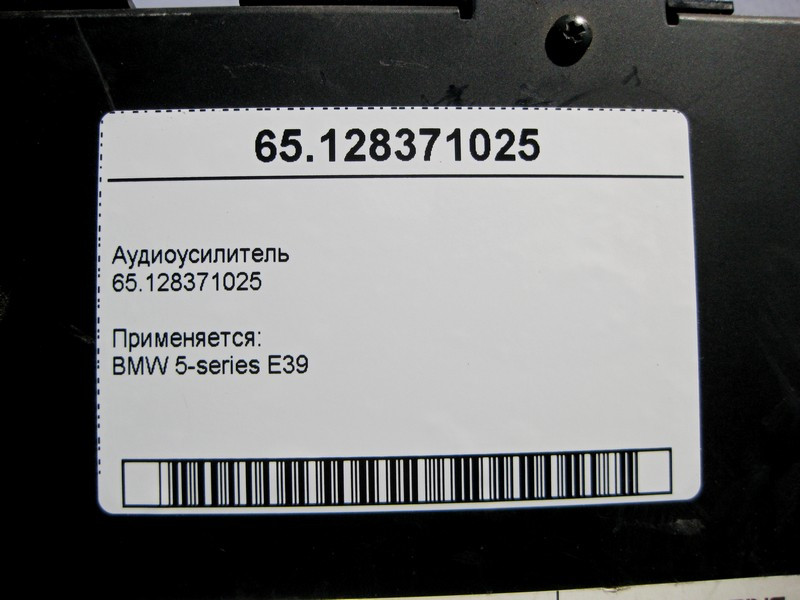 65.128371025
Аудиоусилитель
65.128371025
Применяется:
BMW 5-series E39